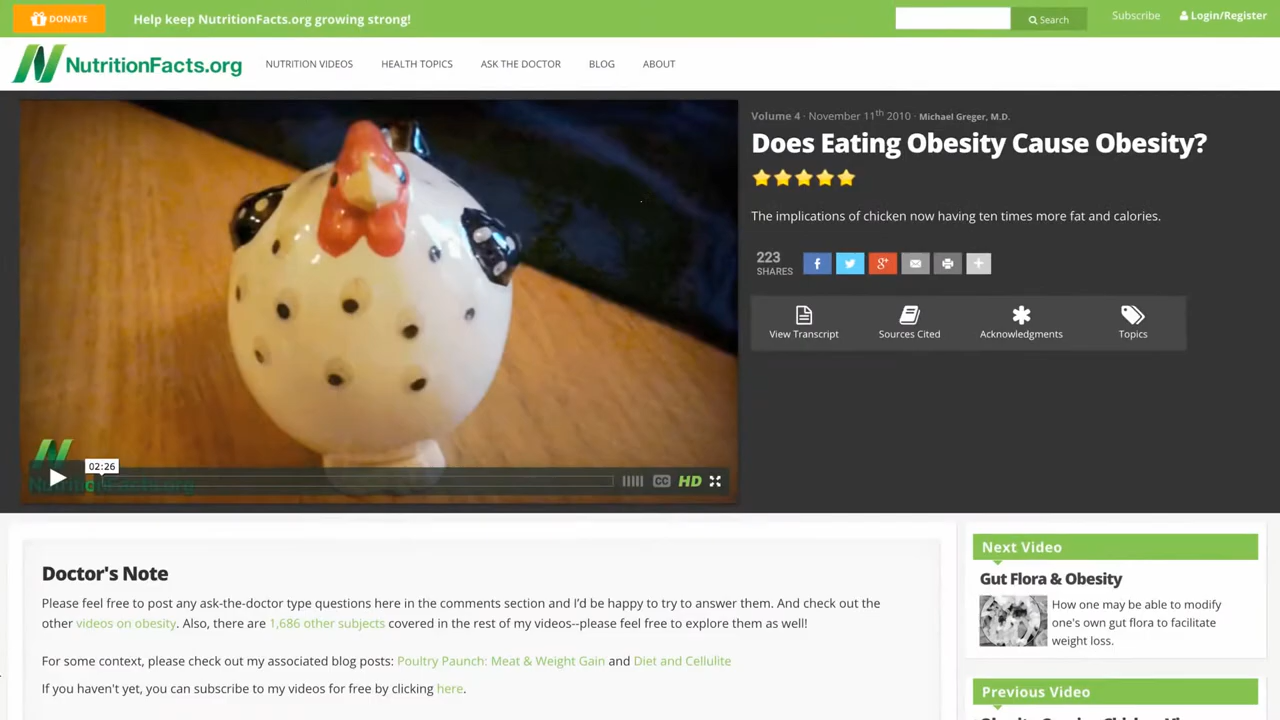 DONATE
Help keep NutritionFacts.org growing strong!
Search
Subscribe
Login/Register
NutritionFacts.org
NUTRITION VIDEOS
HEALTH TOPICS
ASK THE DOCTOR
BLOG
ABOUT
Volume 4 · November 11th 2010 · Michael Greger, M.D.
Does Eating Obesity Cause Obesity?
The implications of chicken now having ten times more fat and calories.
223
SHARES
View Transcript
Sources Cited
Acknowledgments
Topics
02:26
NutritionFacts.org
CC
HD
Doctor's Note
Please feel free to post any ask-the-doctor type questions here in the comments section and I'd be happy to try to answer them. And check out the
other videos on obesity. Also, there are 1,686 other subjects covered in the rest of my videos--please feel free to explore them as well!
For some context, please check out my associated blog posts: Poultry Paunch: Meat & Weight Gain and Diet and Cellulite
If you haven't yet, you can subscribe to my videos for free by clicking here.
Next Video
Gut Flora & Obesity
How one may be able to modify
one's own gut flora to facilitate
weight loss.
Previous Video